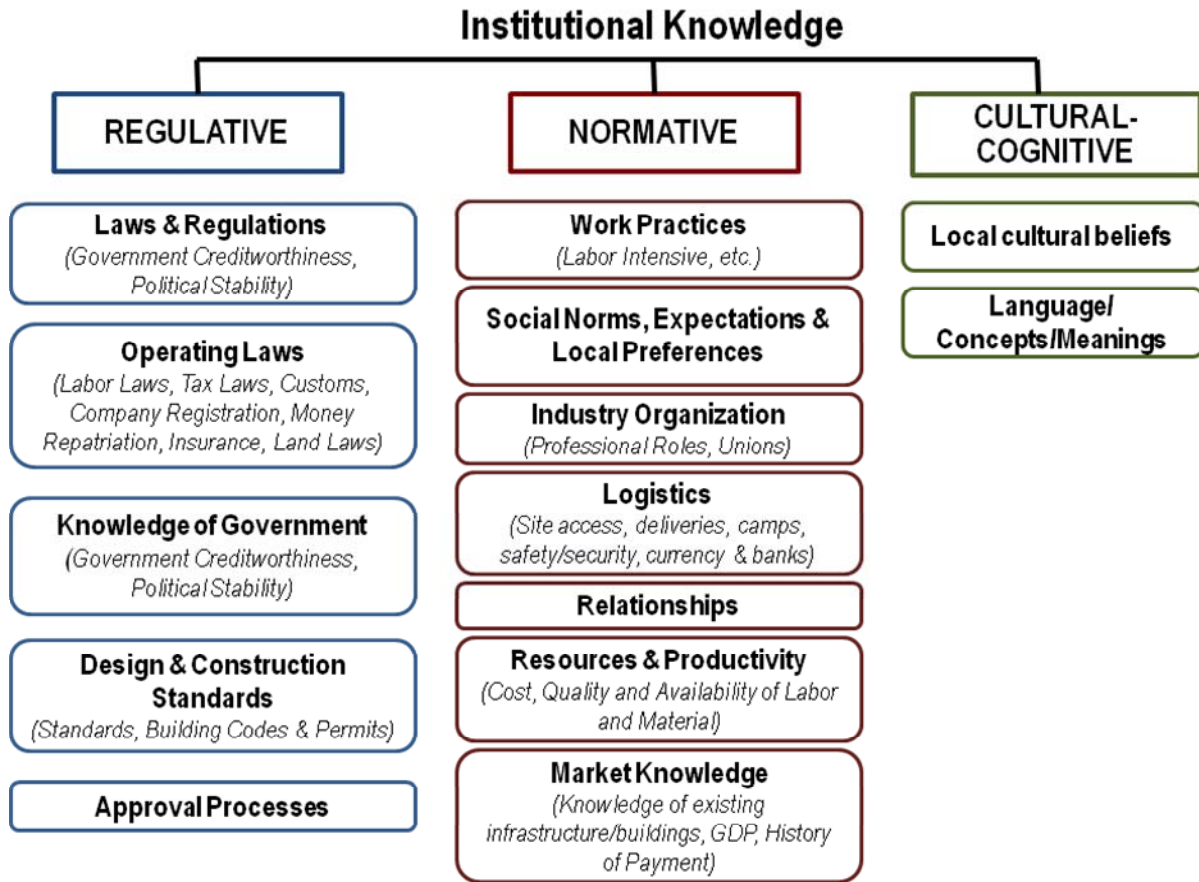 Institutional Knowledge
REGULATIVE
Laws & Regulations
(Government Creditworthiness,
Political Stability)
Operating Laws
(Labor Laws, Tax Laws, Customs,
Company Registration, Money
Repatriation, Insurance, Land Laws)
Knowledge of Government
(Government Creditworthiness,
Political Stability)
Design & Construction
Standards
(Standards, Building Codes & Permits)
Approval Processes
NORMATIVE
Work Practices
(Labor Intensive, etc.)
Social Norms, Expectations &
Local Preferences
Industry Organization
(Professional Roles, Unions)
Logistics
(Site access, deliveries, camps,
safety/security, currency & banks)
Relationships
Resources & Productivity
(Cost, Quality and Availability of Labor
and Material)
Market Knowledge
(Knowledge of existing
infrastructure/buildings, GDP, History
of Payment)
CULTURAL-
COGNITIVE
Local cultural beliefs
Language/
Concepts/Meanings